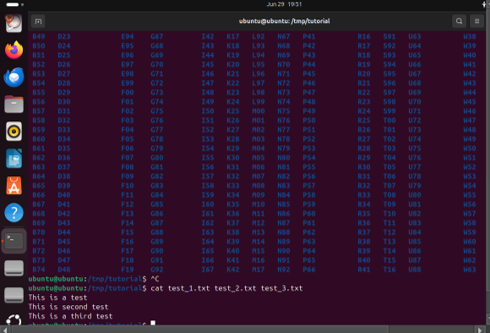 Jun 29 19:51
ubuntu@ubuntu: /tmp/tutorial
B49 D23 E94 G67 I42 K17 L92 N67 P41 R16 S91 U63 W38
B50 D24 E95 G68 I43 K18 L93 N68 P42 R17 S92 U64 W39
B51 D25 E96 G69 I44 K19 L94 N69 P43 R18 S93 U65 W40
B52 D26 E97 G70 I45 K20 L95 N70 P44 R19 S94 U66 W41
B53 D27 E98 G71 I46 K21 L96 N71 P45 R20 S95 U67 W42
B54 D28 E99 G72 I47 K22 L97 N72 P46 R21 S96 U68 W43
B55 D29 F00 G73 I48 K23 L98 N73 P47 R22 S97 U69 W44
B56 D30 F01 G74 I49 K24 L99 N74 P48 R23 S98 U70 W45
B57 D31 F02 G75 I50 K25 M00 N75 P49 R24 S99 U71 W46
B58 D32 F03 G76 I51 K26 M01 N76 P50 R25 T00 U72 W47
B59 D33 F04 G77 I52 K27 M02 N77 P51 R26 T01 U73 W48
B60 D34 F05 G78 I53 K28 M03 N78 P52 R27 T02 U74 W49
B61 D35 F06 G79 I54 K29 M04 N79 P53 R28 T03 U75 W50
B62 D36 F07 G80 I55 K30 M05 N80 P54 R29 T04 U76 W51
B63 D37 F08 G81 I56 K31 M06 N81 P55 R30 T05 U77 W52
B64 D38 F09 G82 I57 K32 M07 N82 P56 R31 T06 U78 W53
B65 D39 F10 G83 I58 K33 M08 N83 P57 R32 T07 U79 W54
B66 D40 F11 G84 I59 K34 M09 N84 P58 R33 T08 U80 W55
B67 D41 F12 G85 I60 K35 M10 N85 P59 R34 T09 U81 W56
B68 D42 F13 G86 I61 K36 M11 N86 P60 R35 T10 U82 W57
B69 D43 F14 G87 I62 K37 M12 N87 P61 R36 T11 U83 W58
B70 D44 F15 G88 I63 K38 M13 N88 P62 R37 T12 U84 W59
B71 D45 F16 G89 I64 K39 M14 N89 P63 R38 T13 U85 W60
B72 D46 F17 G90 I65 K40 M15 N90 P64 R39 T14 U86 W61
B73 D47 F18 G91 I66 K41 M16 N91 P65 R40 T15 U87 W62
B74 D48 F19 G92 I67 K42 M17 N92 P66 R41 T16 U88 W63
ubuntu@ubuntu:/tmp/tutorial$ ^C
ubuntu@ubuntu:/tmp/tutorial$ cat test_1.txt test_2.txt test_3.txt
This is a test
This is second test
This is a third test
ubuntu@ubuntu:/tmp/tutorial$